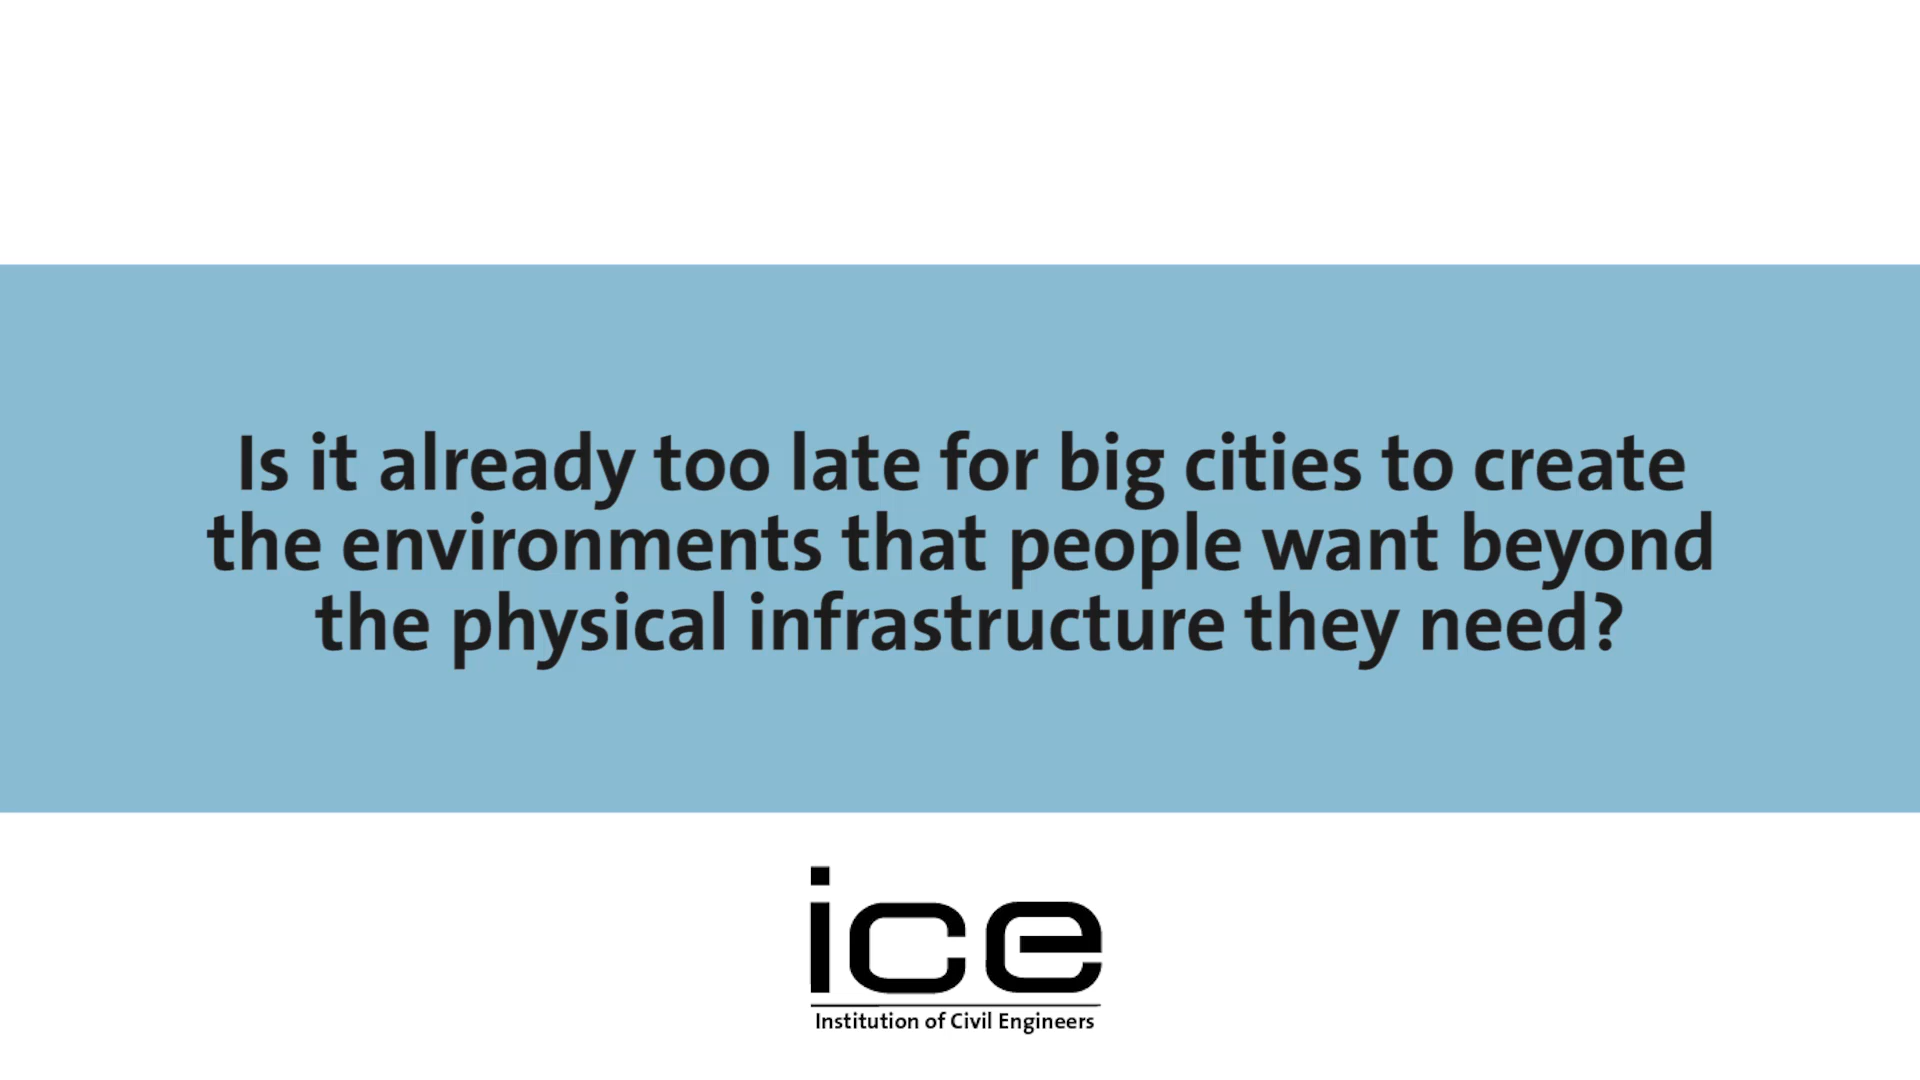 Is it already too late for big cities to create
the environments that people want beyond
the physical infrastructure they need?
ice
Institution of Civil Engineers